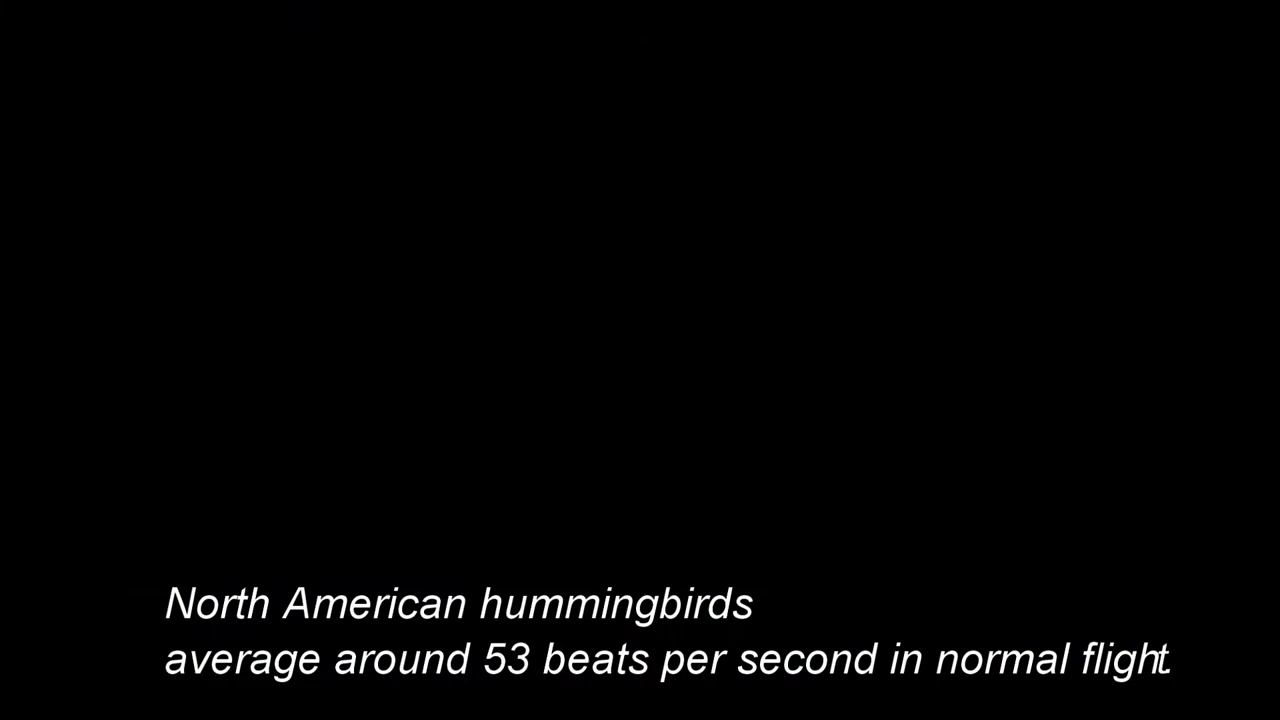 North American hummingbirds
average around 53 beats per second in normal flight.